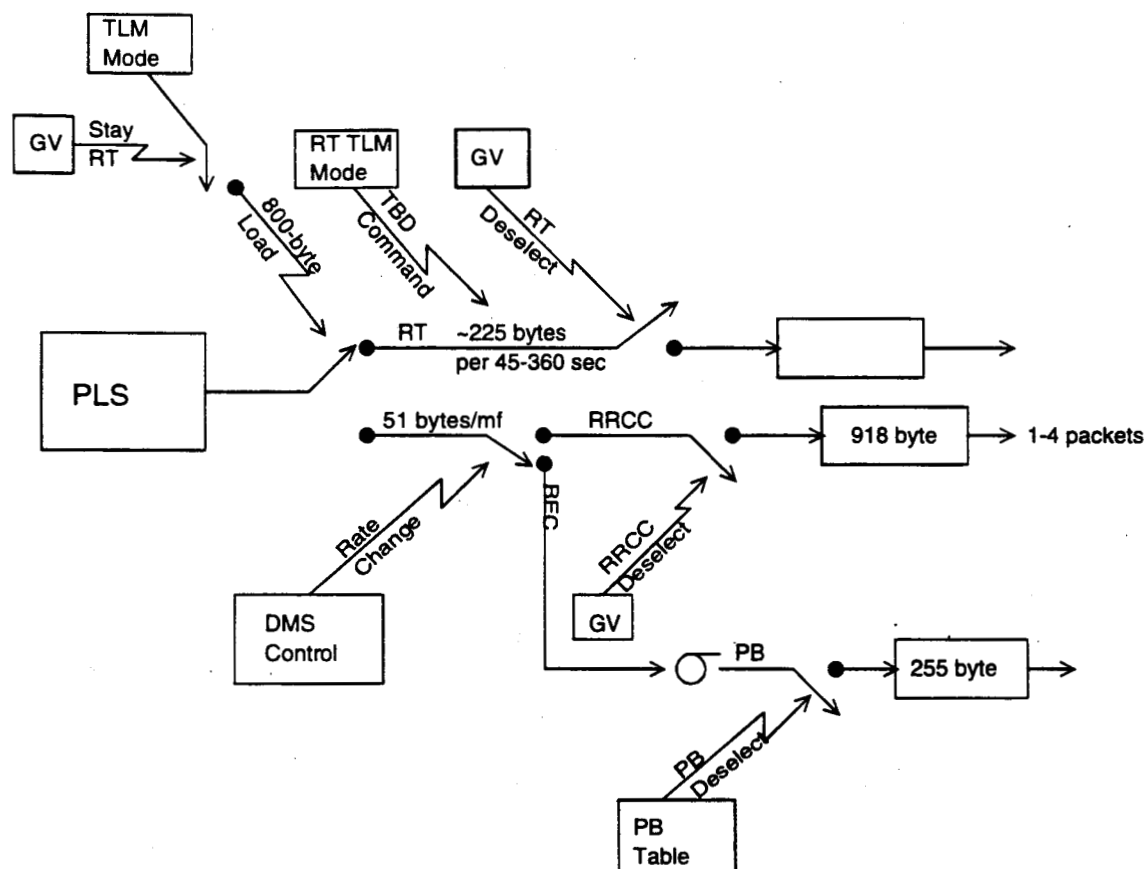 TLM
Mode
GV
Stay
RT
RT TLM
Mode
GV
800-byte
Load
TBD
Command
RT
Deselect
PLS
RT
~225 bytes
per 45-360 sec
51 bytes/mf
RRCC
918 byte
1-4 packets
REC
Rate
Change
RRCC
Deselect
DMS
Control
GV
PB
255 byte
PB
Deselect
PB
Table